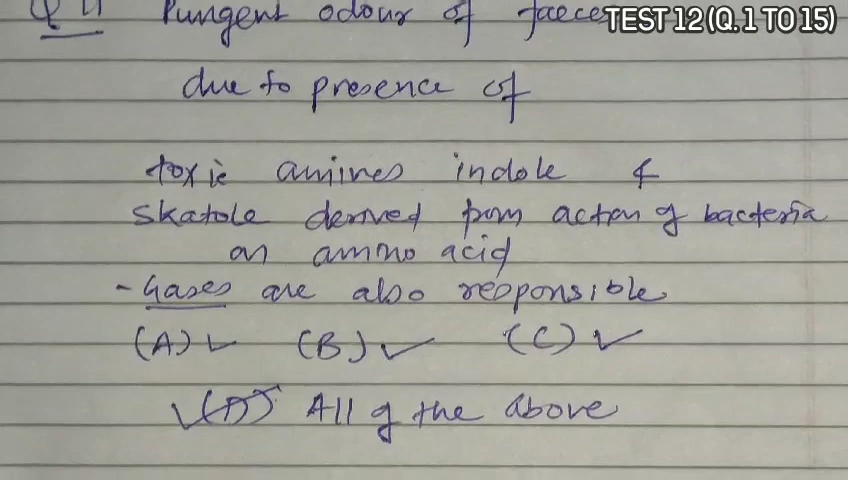 Pungent odour of faeces
TEST 12 (Q. 1 TO 15)
due to presence of
toxic amines indole &
Skatole derived from action of bacteria
on amino acid
- Gases are also responsible
(A) ✓ (B) ✓ (C) ✓
✓(D) All of the above